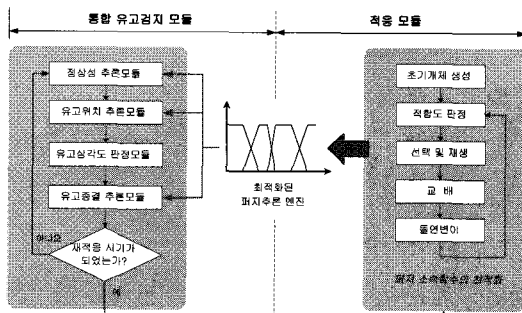 통합 유고검지 모듈
적응 모듈
정상성 추론모듈
유고위치 추론모듈
유고심각도 판정모듈
유고종결 추론모듈
재적응 시기가
되었는가?
아니오
예
최적화된
퍼지추론 엔진
초기개체 생성
적합도 판정
선택 및 재생
교 배
돌연변이
퍼지 소속함수의 최적화